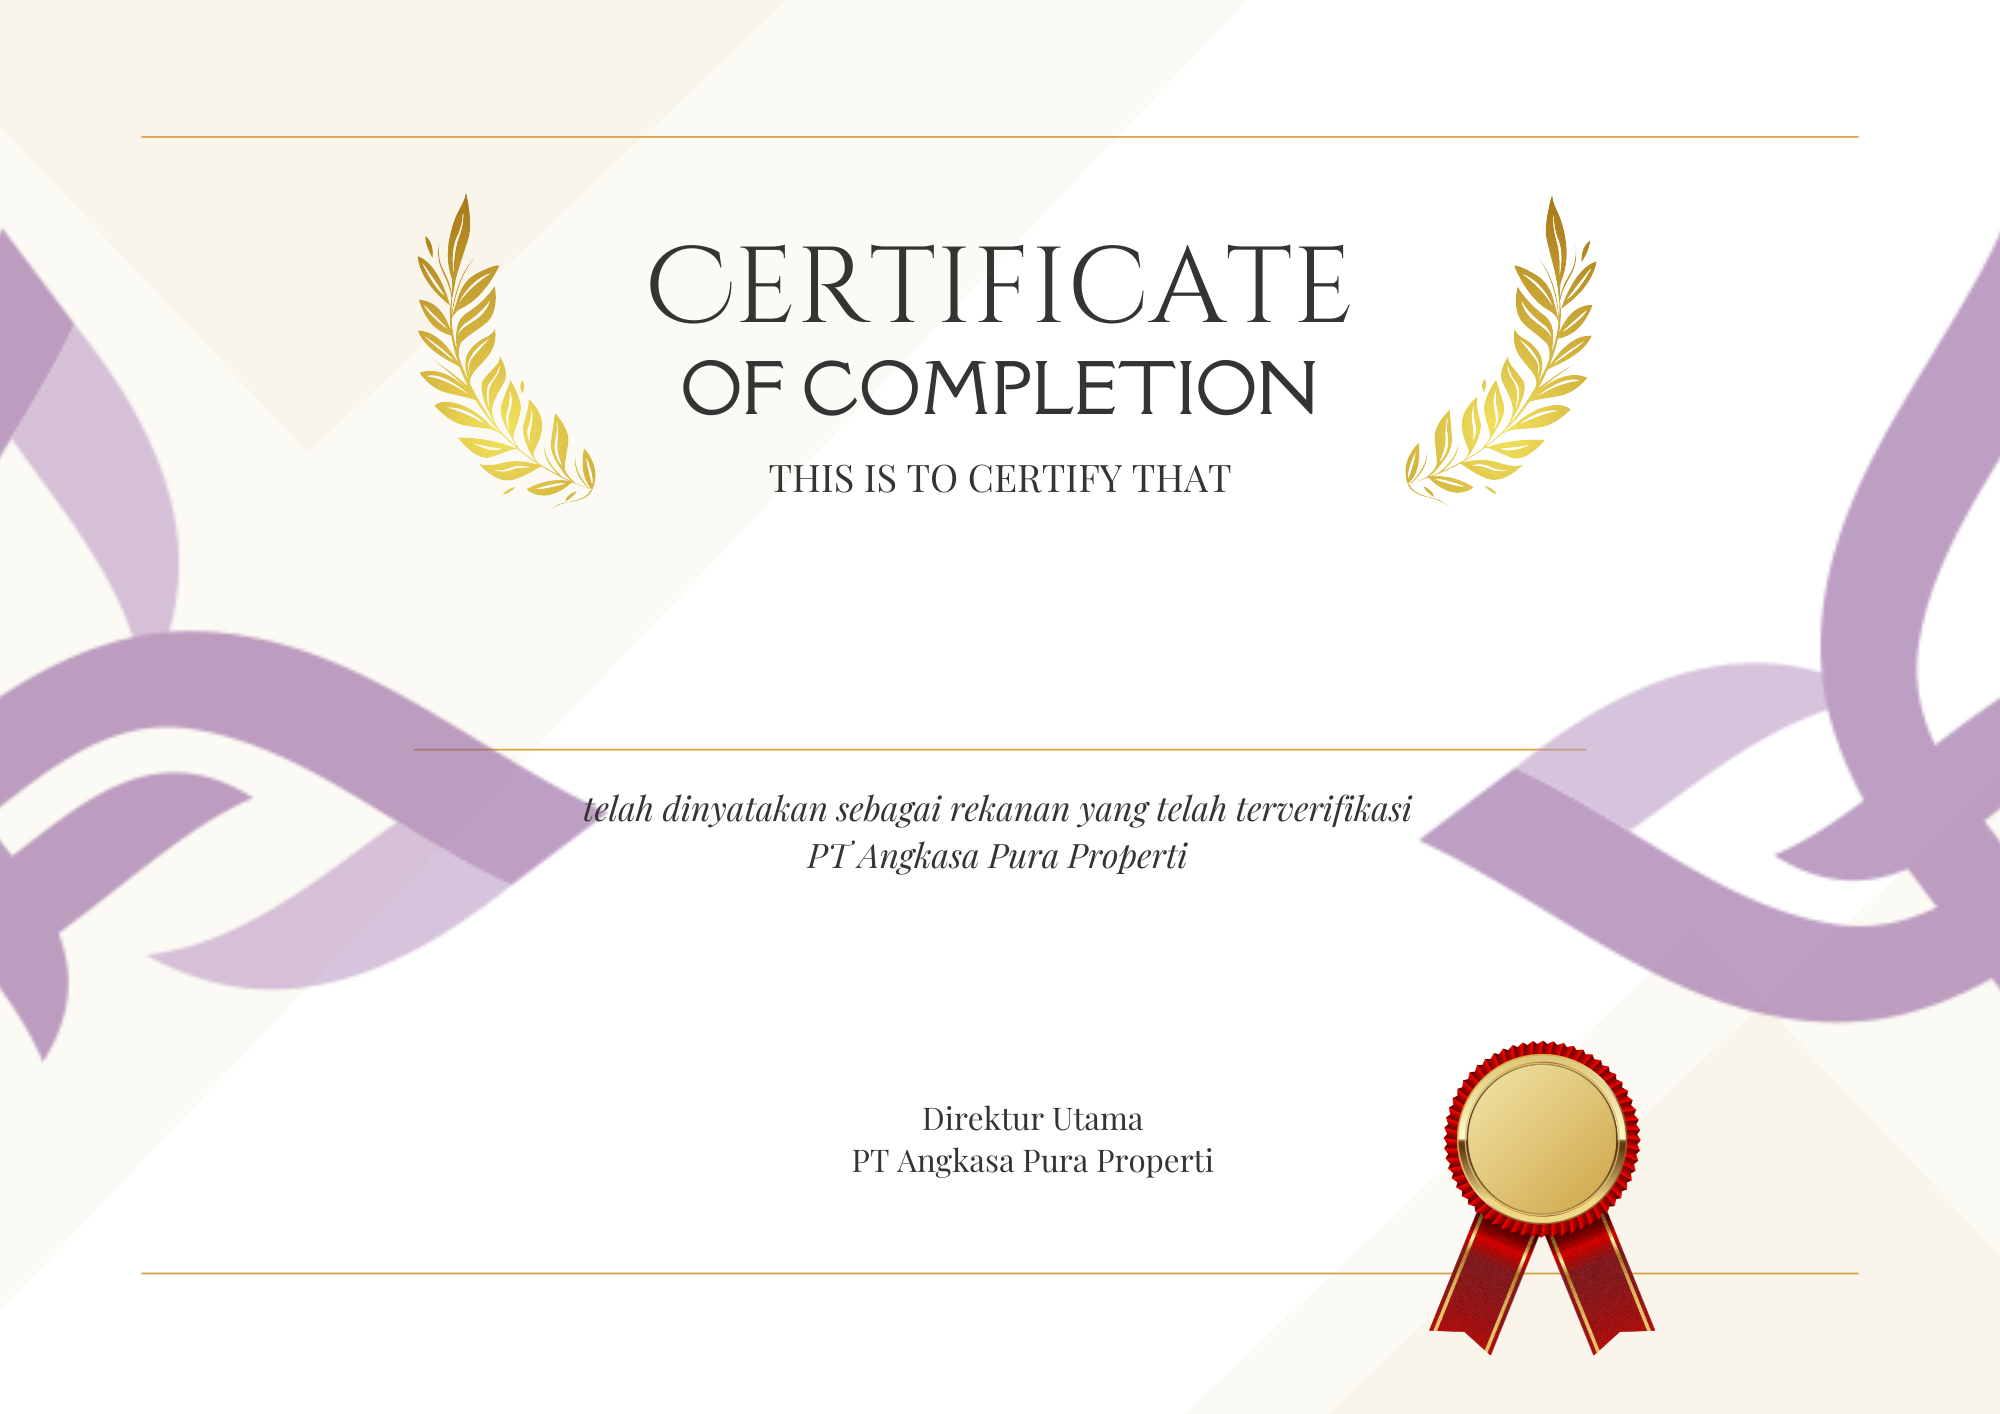 CERTIFICATE
OF COMPLETION
THIS IS TO CERTIFY THAT
telah dinyatakan sebagai rekanan yang telah terverifikasi
PT Angkasa Pura Properti
Direktur Utama
PT Angkasa Pura Properti